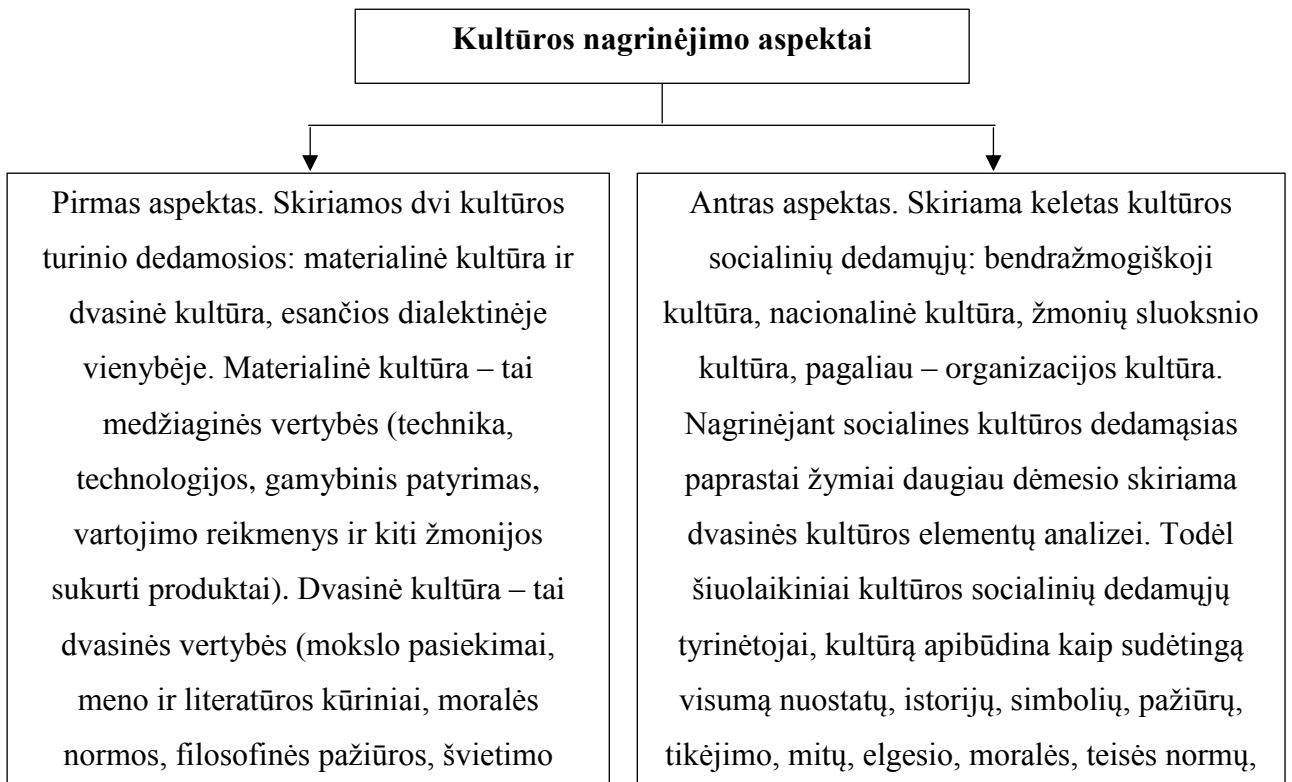 Kultūros nagrinėjimo aspektai
Pirmas aspektas. Skiriamos dvi kultūros
turinio dedamosios: materialinė kultūra ir
dvasinė kultūra, esančios dialektinėje
vienybėje. Materialinė kultūra – tai
medžiaginės vertybės (technika,
technologijos, gamybinis patyrimas,
vartojimo reikmenys ir kiti žmonijos
sukurti produktai). Dvasinė kultūra – tai
dvasinės vertybės (mokslo pasiekimai,
meno ir literatūros kūriniai, moralės
normos, filosofinės pažiūros, švietimo
Antras aspektas. Skiriama keletas kultūros
socialinių dedamųjų: bendražmogiškoji
kultūra, nacionalinė kultūra, žmonių sluoksnio
kultūra, pagaliau – organizacijos kultūra.
Nagrinėjant socialines kultūros dedamąsias
paprastai žymiai daugiau dėmesio skiriama
dvasinės kultūros elementų analizei. Todėl
šiuolaikiniai kultūros socialinių dedamųjų
tyrinėtojai, kultūrą apibūdina kaip sudėtingą
visumą nuostatų, istorijų, simbolių, pažiūrų,
tikėjimo, mitų, elgesio, moralės, teisės normų,